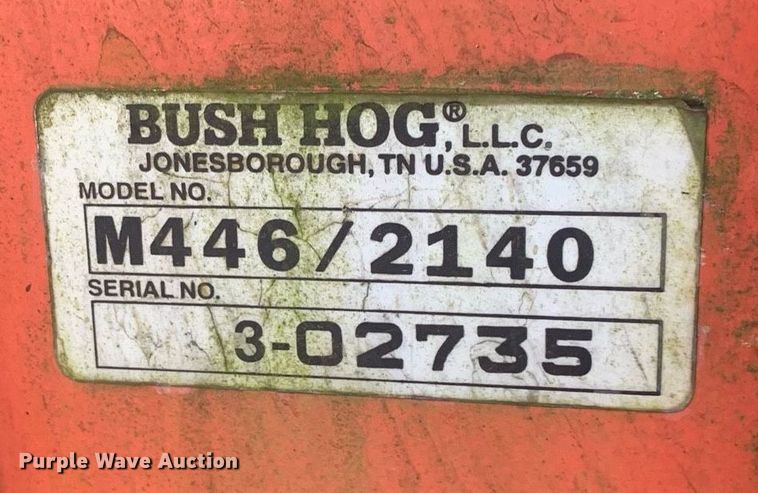 BUSH HOG®, L.L.C.
JONESBOROUGH, TN U.S.A. 37659
MODEL NO.
M446/2140
SERIAL NO.
3-02735
Purple Wave Auction